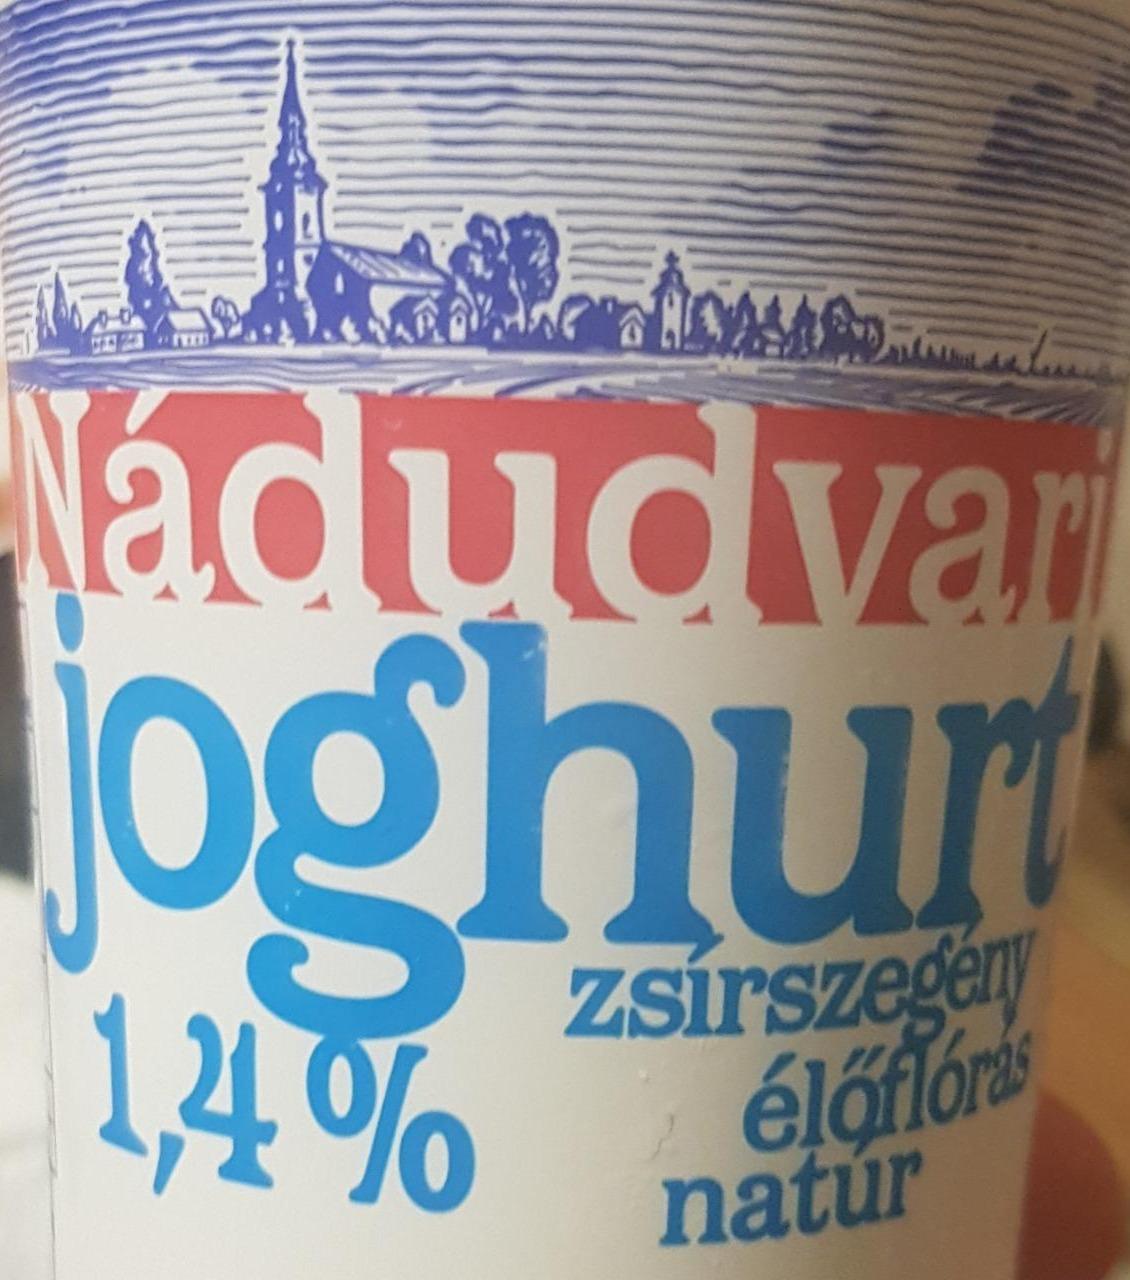 Nádudvari
joghurt
zsírszegény
1,4%
élőflórás
natúr